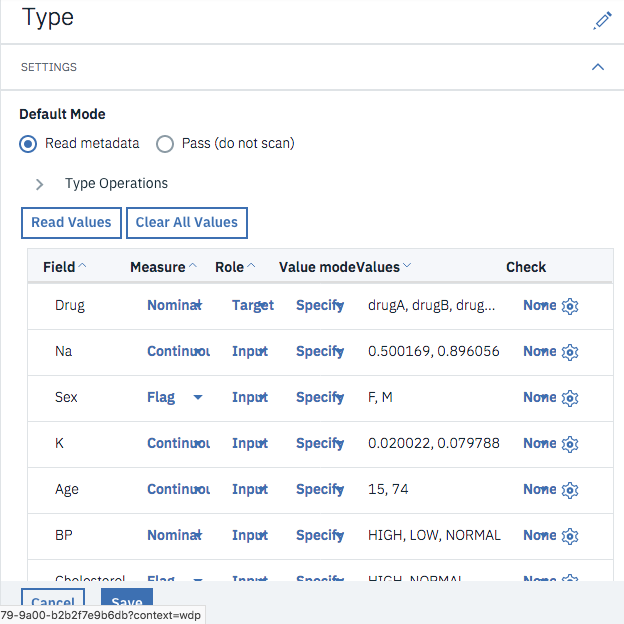 Type
SETTINGS
Default Mode
Read metadata Pass (do not scan)
Type Operations
Read Values Clear All Values
Field Measure Role Value mode Values Check
Drug Nominal Target Specify drugA, drugB, drug... None
Na Continuou Input Specify 0.500169, 0.896056 None
Sex Flag Input Specify F, M None
K Continuou Input Specify 0.020022, 0.079788 None
Age Continuou Input Specify 15, 74 None
BP Nominal Input Specify HIGH, LOW, NORMAL None
Cholesterol Flag Input Specify HIGH, NORMAL None
Cancel Save
79-9a00-b2b2f7e9b6db?context=wdp